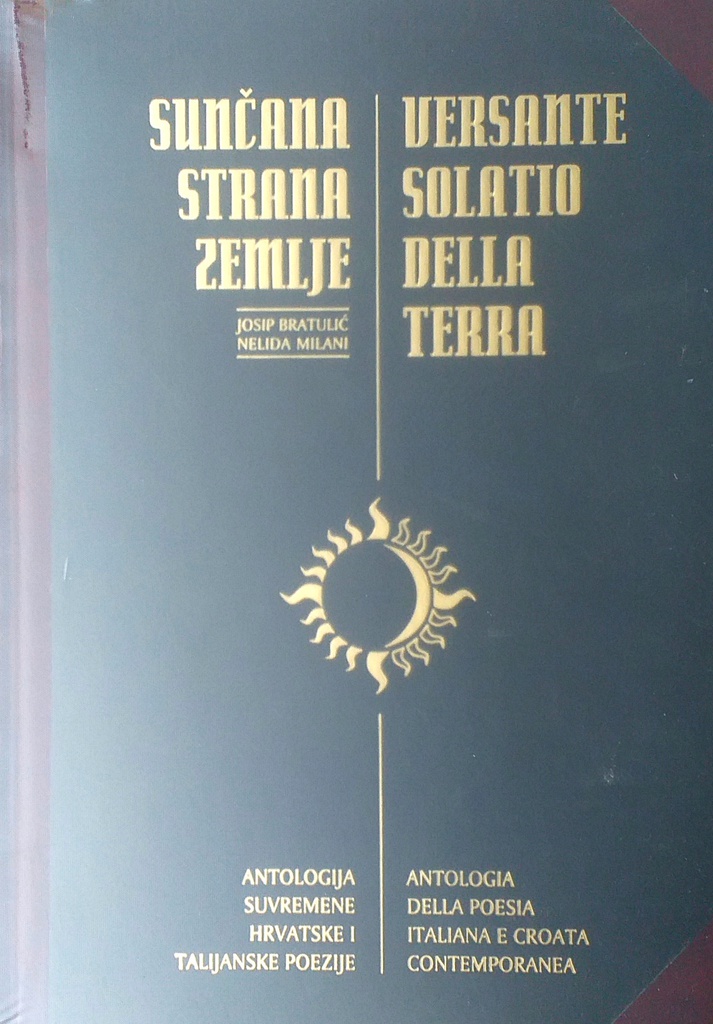 SUNČANA
STRANA
ZEMLJE
JOSIP BRATULIĆ
NELIDA MILANI
VERSANTE
SOLATIO
DELLA
TERRA
ANTOLOGIJA
SUVREMENE
HRVATSKE I
TALIJANSKE POEZIJE
ANTOLOGIA
DELLA POESIA
ITALIANA E CROATA
CONTEMPORANEA